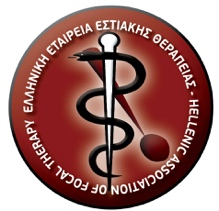 ΕΛΛΗΝΙΚΗ ΕΤΑΙΡΕΙΑ ΕΣΤΙΑΚΗΣ ΘΕΡΑΠΕΙΑΣ - HELLENIC ASSOCIATION OF FOCAL THERAPY